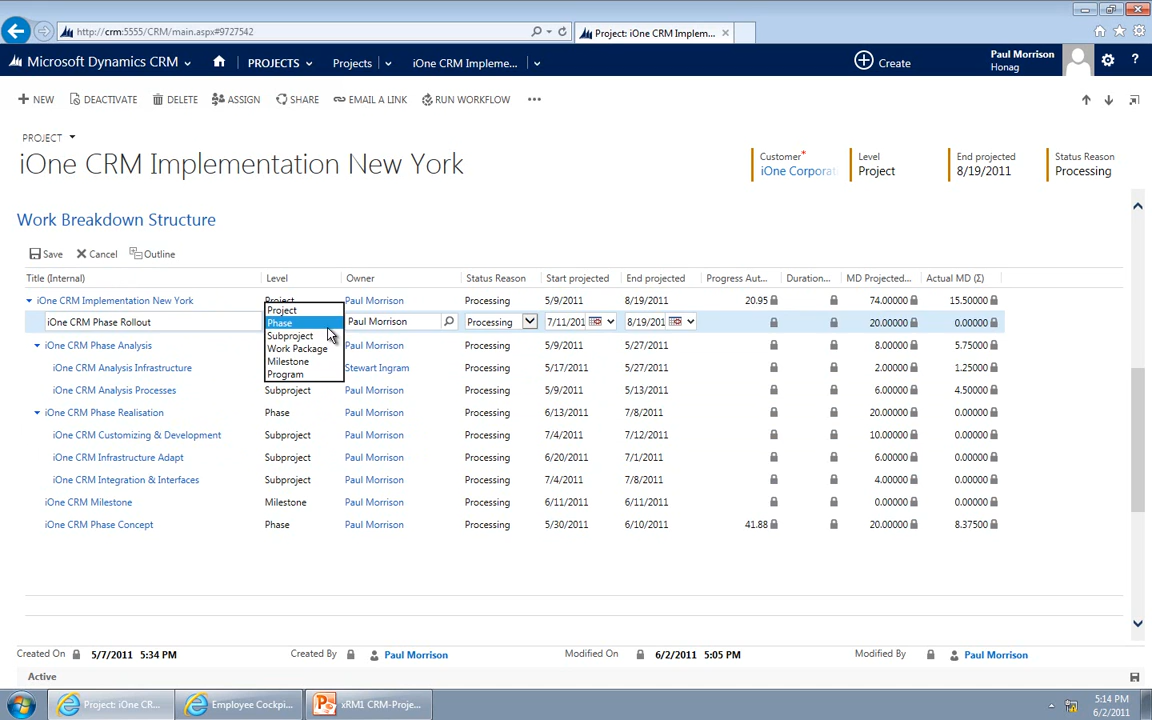 http://crm:5555/CRM/main.aspx#9727542
Project: iOne CRM Implem...
Microsoft Dynamics CRM
PROJECTS
Projects
iOne CRM Impleme...
Create
Paul Morrison
Honag
?
NEW
DEACTIVATE
DELETE
ASSIGN
SHARE
EMAIL A LINK
RUN WORKFLOW
PROJECT
iOne CRM Implementation New York
Customer*
iOne Corporat
Level
Project
End projected
8/19/2011
Status Reason
Processing
Work Breakdown Structure
Save Cancel Outline
Title (Internal) Level Owner Status Reason Start projected End projected Progress Aut... Duration... MD Projected... Actual MD (Σ)
iOne CRM Implementation New York Project Paul Morrison Processing 5/9/2011 8/19/2011 20.95 74.00000 15.50000
iOne CRM Phase Rollout Paul Morrison Processing 7/11/201 8/19/201 20.00000 0.00000
Project
Phase
Subproject
Work Package
Milestone
Program
iOne CRM Phase Analysis Paul Morrison Processing 5/9/2011 5/27/2011 8.00000 5.75000
iOne CRM Analysis Infrastructure Stewart Ingram Processing 5/17/2011 5/27/2011 2.00000 1.25000
iOne CRM Analysis Processes Subproject Paul Morrison Processing 5/9/2011 5/13/2011 6.00000 4.50000
iOne CRM Phase Realisation Phase Paul Morrison Processing 6/13/2011 7/8/2011 20.00000 0.00000
iOne CRM Customizing & Development Subproject Paul Morrison Processing 7/4/2011 7/12/2011 10.00000 0.00000
iOne CRM Infrastructure Adapt Subproject Paul Morrison Processing 6/20/2011 7/1/2011 6.00000 0.00000
iOne CRM Integration & Interfaces Subproject Paul Morrison Processing 7/4/2011 7/8/2011 4.00000 0.00000
iOne CRM Milestone Milestone Paul Morrison Processing 6/11/2011 6/11/2011 0.00000 0.00000
iOne CRM Phase Concept Phase Paul Morrison Processing 5/30/2011 6/10/2011 41.88 20.00000 8.37500
Created On 5/7/2011 5:34 PM Created By Paul Morrison Modified On 6/2/2011 5:05 PM Modified By Paul Morrison
Active
Project: iOne CR...
Employee Cockpi...
xRM1 CRM-Proje...
5:14 PM
6/2/2011